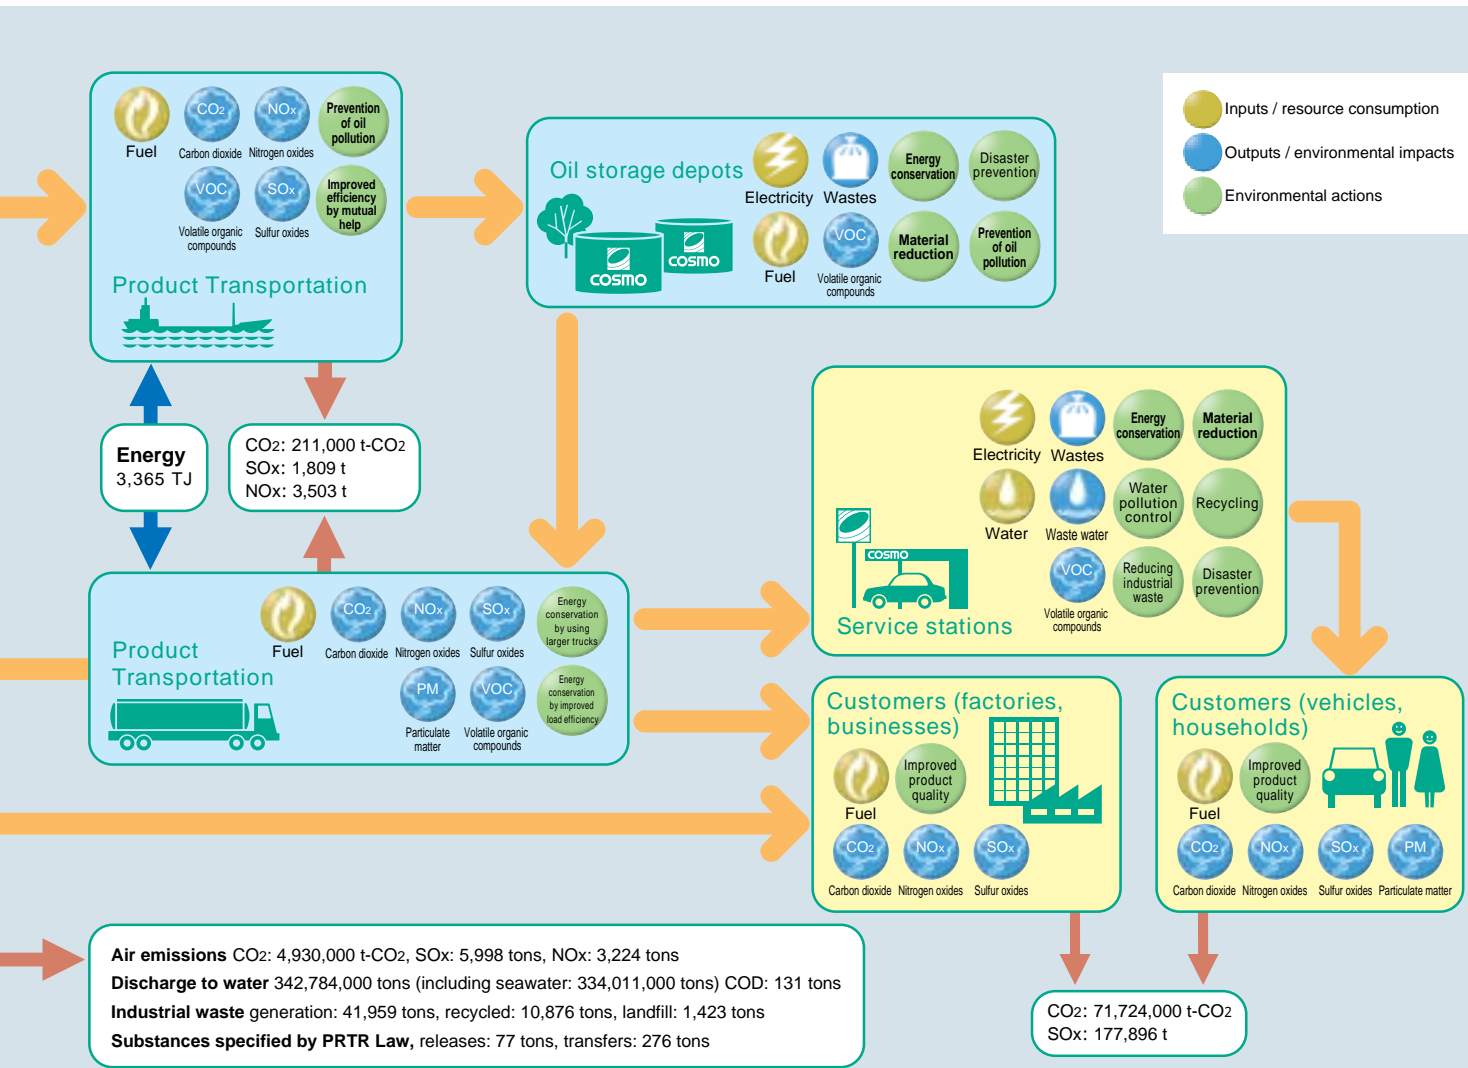 CO2
NOx
Prevention
of oil
pollution
Fuel
Carbon dioxide
Nitrogen oxides
VOC
SOx
Improved
efficiency
by mutual
help
Volatile organic
compounds
Sulfur oxides
Product Transportation
Oil storage depots
Electricity
Wastes
Energy
conservation
Disaster
prevention
Fuel
VOC
Volatile organic
compounds
Material
reduction
Prevention
of oil
pollution
COSMO
COSMO
Inputs / resource consumption
Outputs / environmental impacts
Environmental actions
Energy
3,365 TJ
CO2: 211,000 t-CO2
SOx: 1,809 t
NOx: 3,503 t
Electricity
Wastes
Energy
conservation
Material
reduction
Water
Waste water
Water
pollution
control
Recycling
VOC
Volatile organic
compounds
Reducing
industrial
waste
Disaster
prevention
COSMO
Service stations
Product
Transportation
Fuel
CO2
Carbon dioxide
NOx
Nitrogen oxides
SOx
Sulfur oxides
Energy
conservation
by using
larger trucks
PM
Particulate
matter
VOC
Volatile organic
compounds
Energy
conservation
by improved
load efficiency
Customers (factories,
businesses)
Fuel
Improved
product
quality
CO2
NOx
SOx
Carbon dioxide
Nitrogen oxides
Sulfur oxides
Customers (vehicles,
households)
Fuel
Improved
product
quality
CO2
NOx
SOx
PM
Carbon dioxide
Nitrogen oxides
Sulfur oxides
Particulate matter
Air emissions CO2: 4,930,000 t-CO2, SOx: 5,998 tons, NOx: 3,224 tons
Discharge to water 342,784,000 tons (including seawater: 334,011,000 tons) COD: 131 tons
Industrial waste generation: 41,959 tons, recycled: 10,876 tons, landfill: 1,423 tons
Substances specified by PRTR Law, releases: 77 tons, transfers: 276 tons
CO2: 71,724,000 t-CO2
SOx: 177,896 t